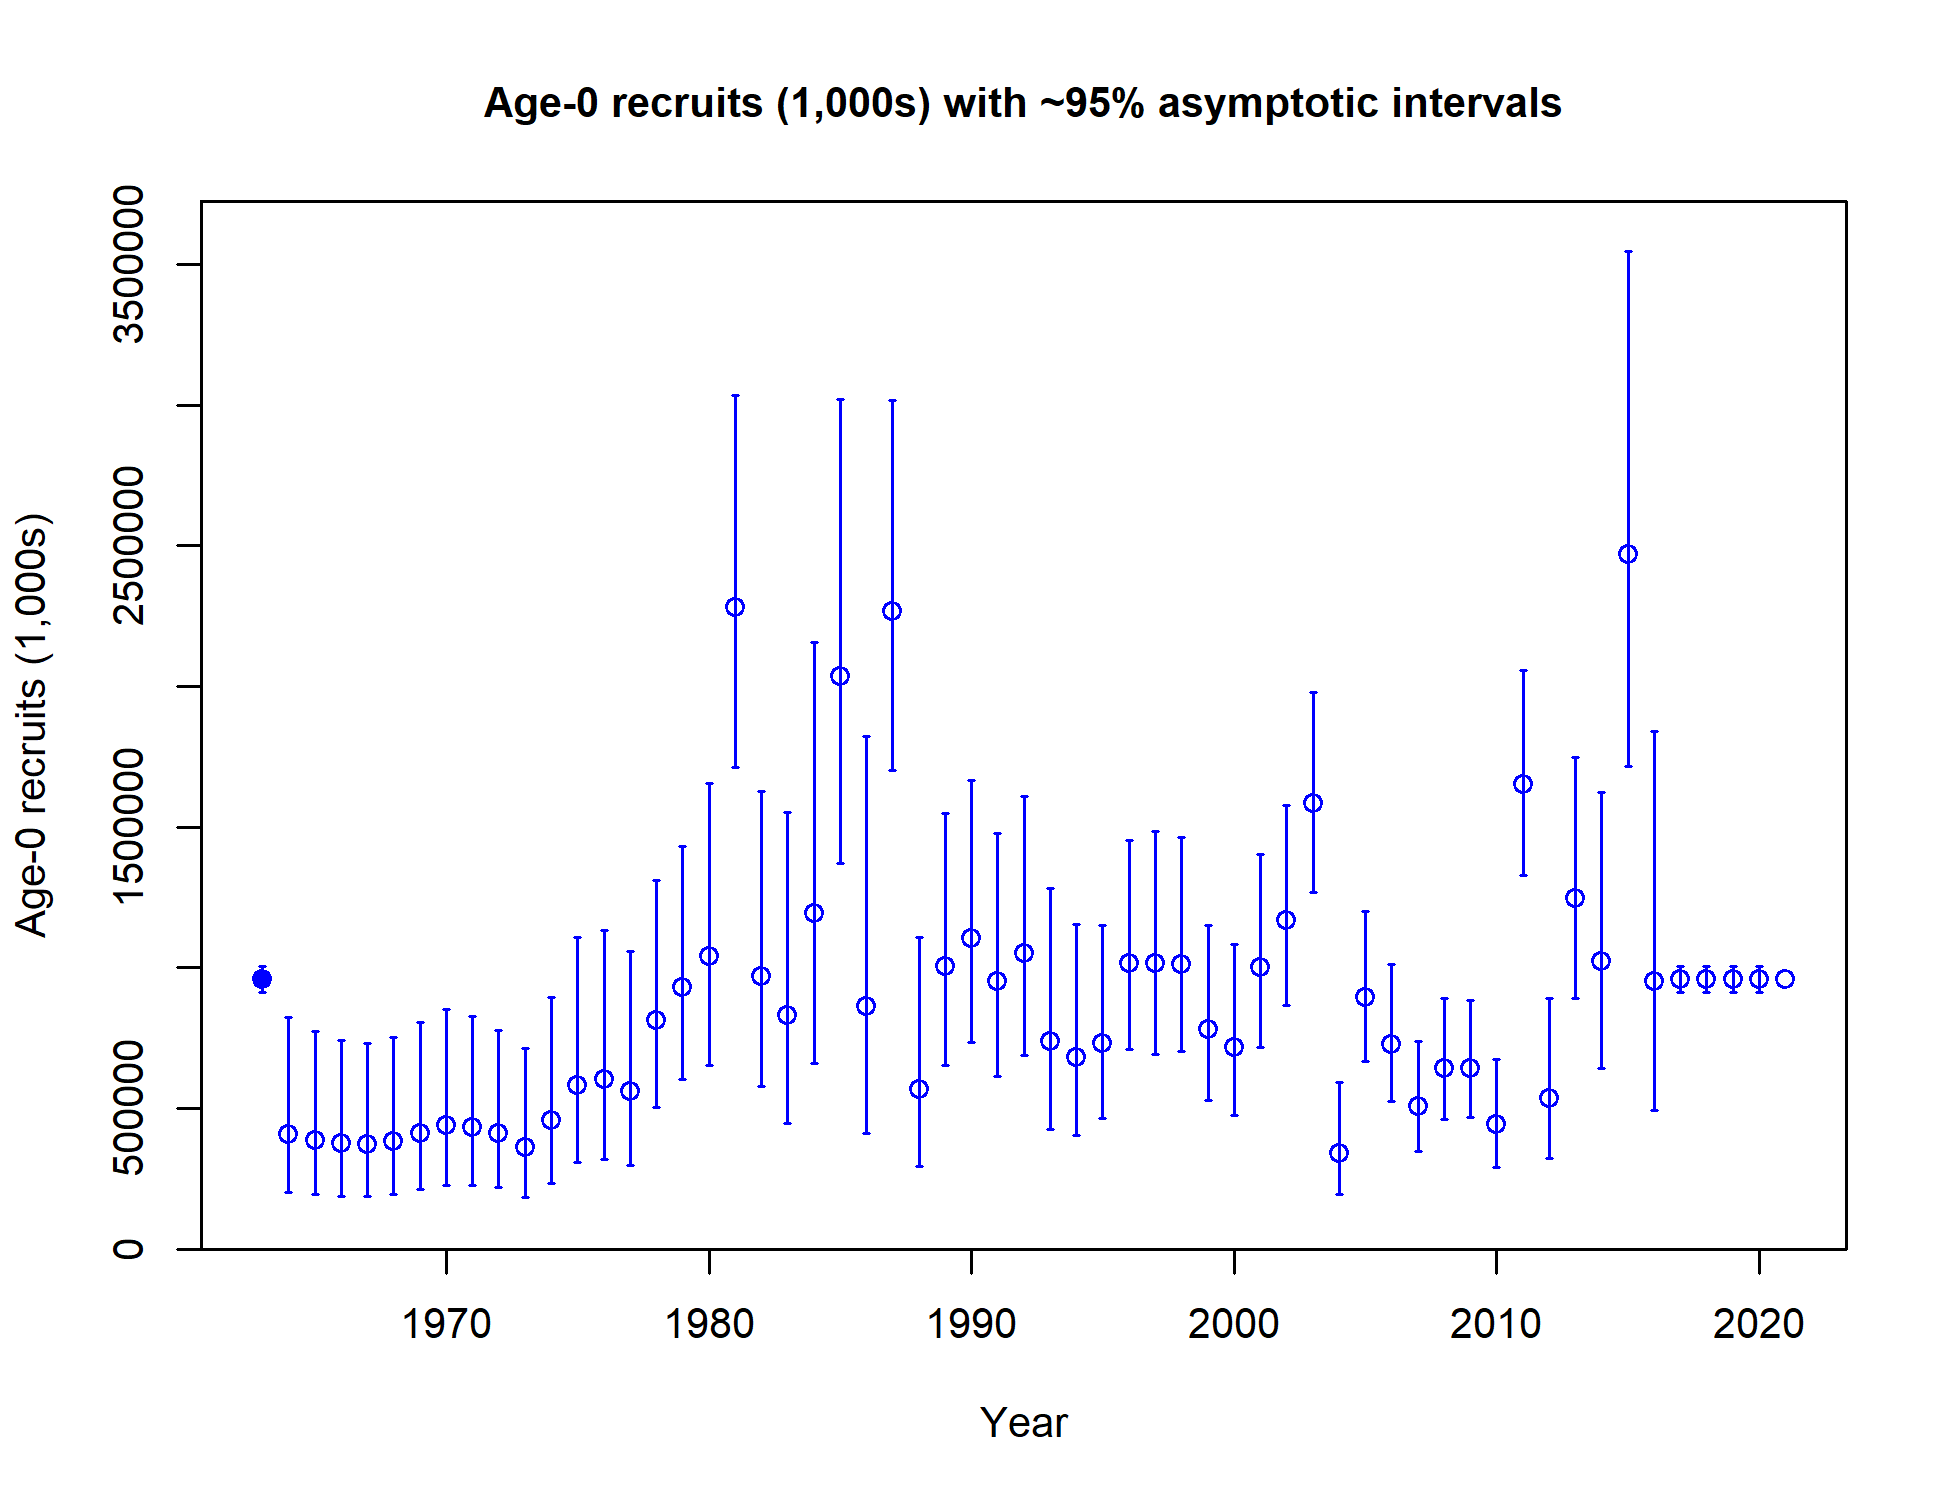 Age-0 recruits (1,000s) with ~95% asymptotic intervals
Age-0 recruits (1,000s)
3500000
2500000
1500000
500000
0
1970 1980 1990 2000 2010 2020
Year